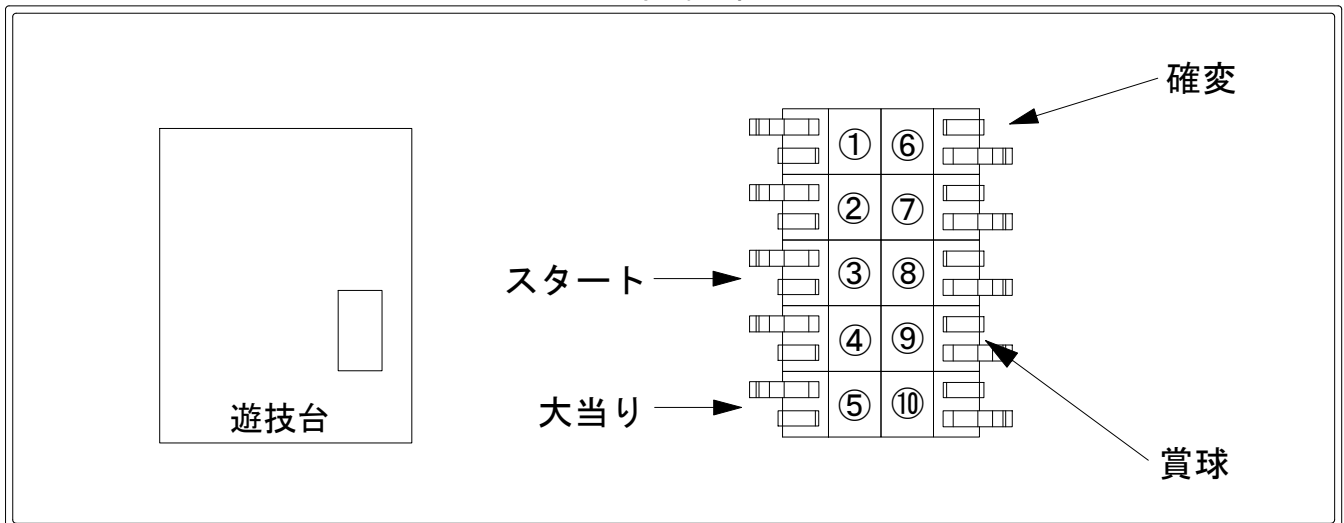 確変
① ⑥
② ⑦
スタート ③ ⑧
④ ⑨
大当り ⑤ ⑩
遊技台
賞球